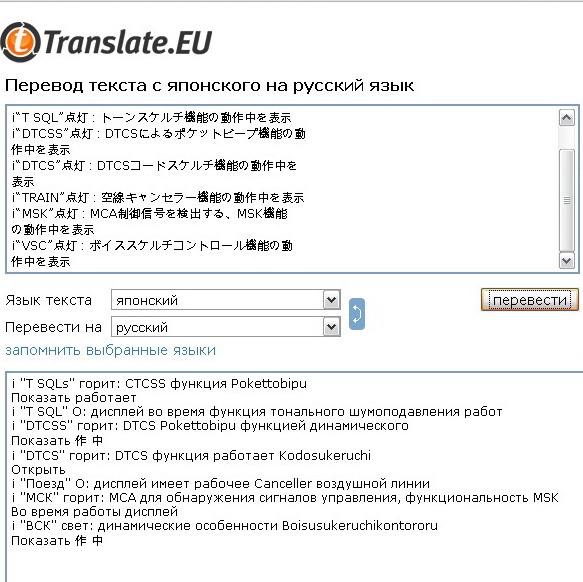 Translate.EU
Перевод текста с японского на русский язык
i“T SQL”点灯：トーンスケルチ機能の動作中を表示
i“DTCSS”点灯：DTCSによるポケットビープ機能の動
作中を表示
i“DTCS”点灯：DTCSコードスケルチ機能の動作中を
表示
i“TRAIN”点灯：空線キャンセラー機能の動作中を表示
i“MSK”点灯：MCA制御信号を検出する、MSK機能
の動作中を表示
i“VSC”点灯：ボイススケルチコントロール機能の動
作中を表示
Язык текста японский перевести
Перевести на русский
запомнить выбранные языки
i "T SQLs" горит: CTCSS функция Pokettobipu
Показать работает
i "T SQL" О: дисплей во время функция тонального шумоподавления работ
i "DTCSS" горит: DTCS Pokettobipu функцией динамического
Показать 作 中
i "DTCS" горит: DTCS функция работает Kodosukeruchi
Открыть
i "Поезд" О: дисплей имеет рабочее Canceller воздушной линии
i "МСК" горит: MCA для обнаружения сигналов управления, функциональность MSK
Во время работы дисплей
i "ВСК" свет: динамические особенности Boisusukeruchikontororu
Показать 作 中